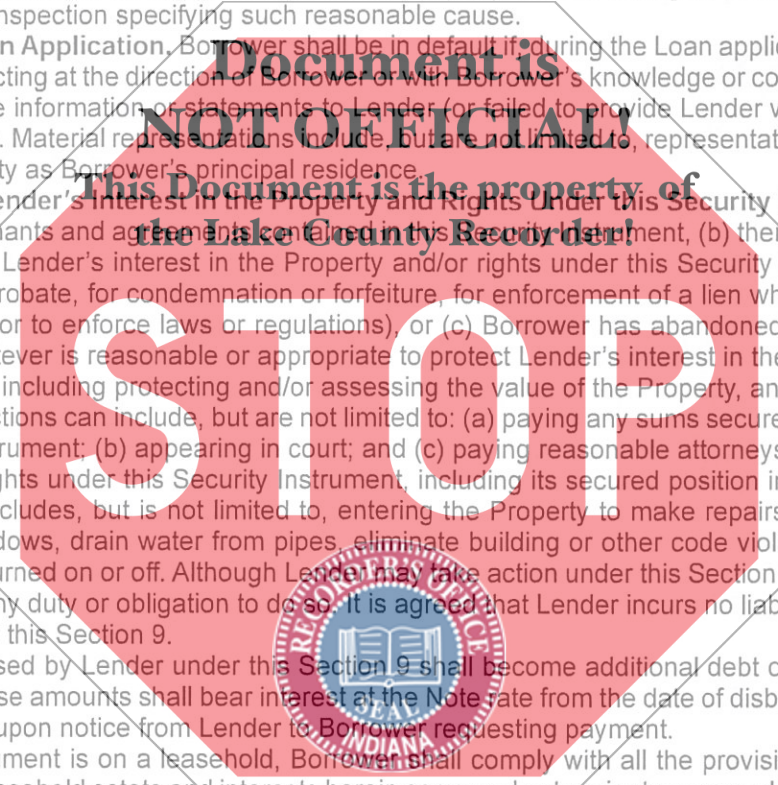 nspection specifying such reasonable cause.
n Application. Borrower shall be in default if, during the Loan applic
cting at the direction of Borrower or with Borrower's knowledge or co
e information or statements to Lender (or failed to provide Lender w
. Material representations include, but are not limited to, representat
ty as Borrower's principal residence.
ender's Interest in the Property and Rights Under this Security
nants and agreements contained in this Security Instrument, (b) ther
Lender's interest in the Property and/or rights under this Security
robate, for condemnation or forfeiture, for enforcement of a lien wh
or to enforce laws or regulations), or (c) Borrower has abandoned
tever is reasonable or appropriate to protect Lender's interest in the
including protecting and/or assessing the value of the Property, an
ctions can include, but are not limited to: (a) paying any sums secure
rument; (b) appearing in court; and (c) paying reasonable attorneys
ghts under this Security Instrument, including its secured position in
cludes, but is not limited to, entering the Property to make repairs
dows, drain water from pipes, eliminate building or other code viol
urned on or off. Although Lender may take action under this Section
ny duty or obligation to do so. It is agreed that Lender incurs no liab
this Section 9.
sed by Lender under this Section 9 shall become additional debt o
se amounts shall bear interest at the Note rate from the date of disb
upon notice from Lender to Borrower requesting payment.
ment is on a leasehold, Borrower shall comply with all the provisi
Document is
NOT OFFICIAL!
This Document is the property of
the Lake County Recorder!
STOP
RECORDER'S OFFICE
SEAL
INDIANA